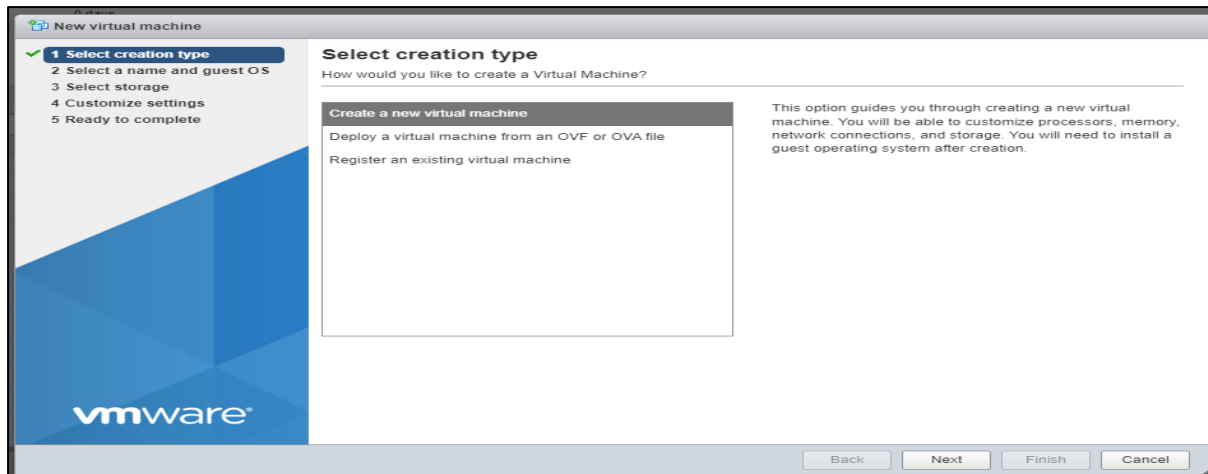 New virtual machine
1 Select creation type
2 Select a name and guest OS
3 Select storage
4 Customize settings
5 Ready to complete
Select creation type
How would you like to create a Virtual Machine?
Create a new virtual machine
Deploy a virtual machine from an OVF or OVA file
Register an existing virtual machine
This option guides you through creating a new virtual
machine. You will be able to customize processors, memory,
network connections, and storage. You will need to install a
guest operating system after creation.
vmware®
Back
Next
Finish
Cancel